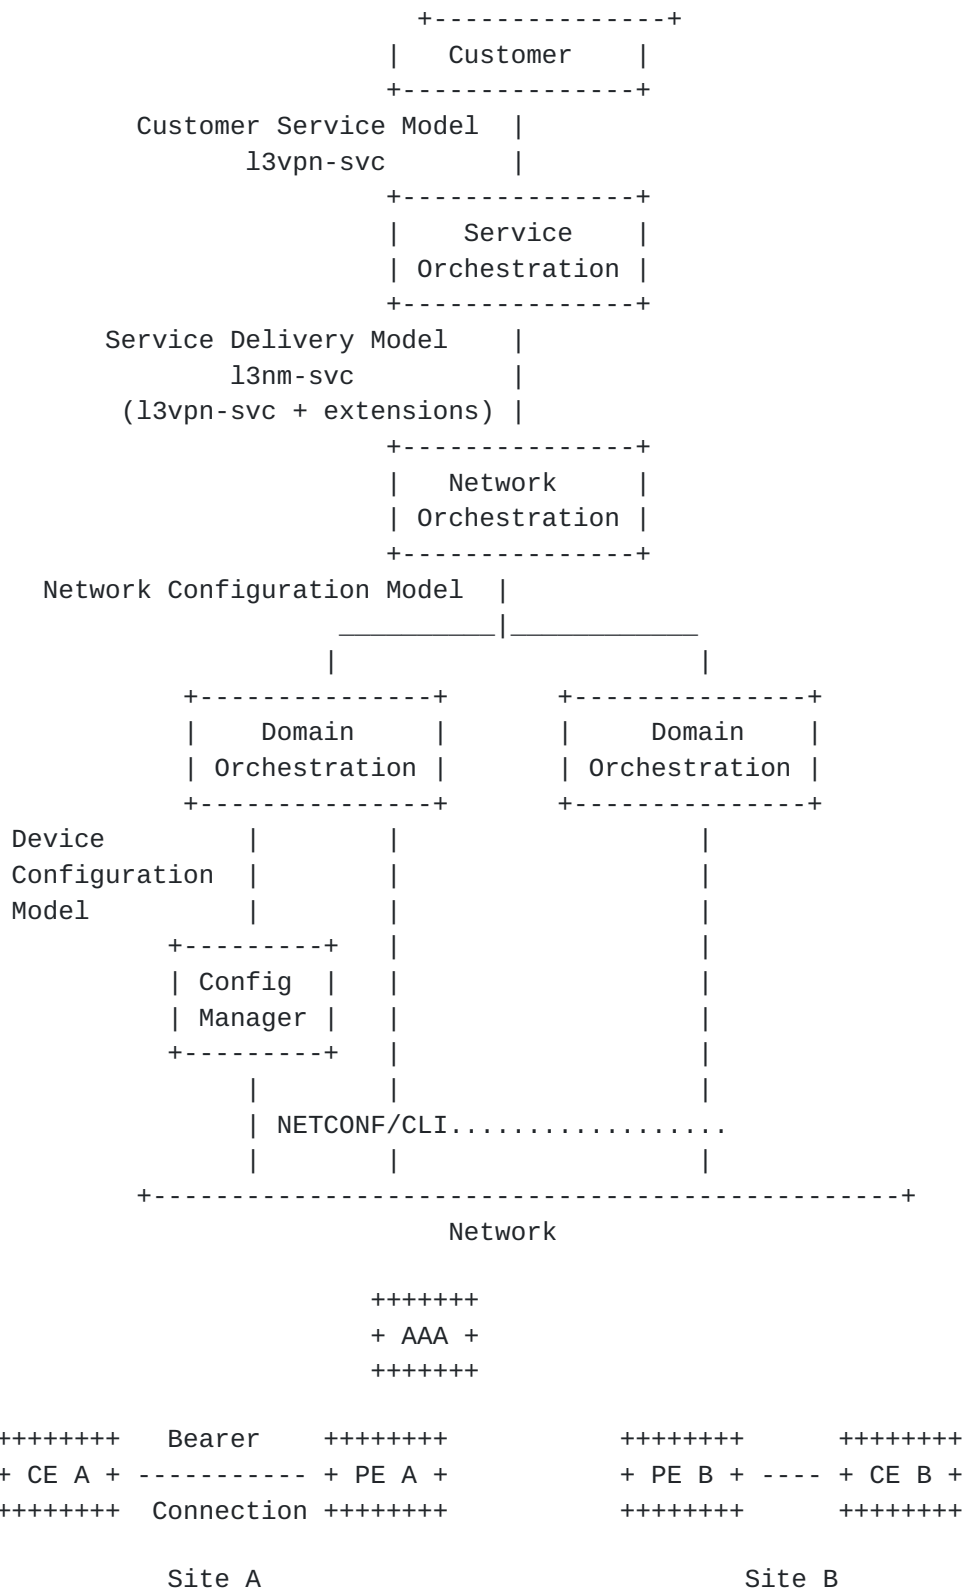 +---------------+
|   Customer    |
+---------------+
Customer Service Model  |
l3vpn-svc        |
+---------------+
|    Service    |
| Orchestration |
+---------------+
Service Delivery Model    |
l3nm-svc          |
(l3vpn-svc + extensions) |
+---------------+
|   Network     |
| Orchestration |
+---------------+
Network Configuration Model  |
__________|____________
|                       |
+---------------+       +---------------+
|    Domain     |       |     Domain    |
| Orchestration |       | Orchestration |
+---------------+       +---------------+
Device         |        |                   |
Configuration  |        |                   |
Model          |        |                   |
+---------+   |                   |
| Config  |   |                   |
| Manager |   |                   |
+---------+   |                   |
|        |                   |
| NETCONF/CLI..................
|        |                   |
+------------------------------------------------+
Network
+++++++
+ AAA +
+++++++
++++++++   Bearer    ++++++++           ++++++++      ++++++++
+ CE A + ----------- + PE A +           + PE B + ---- + CE B +
++++++++  Connection ++++++++           ++++++++      ++++++++
Site A                               Site B